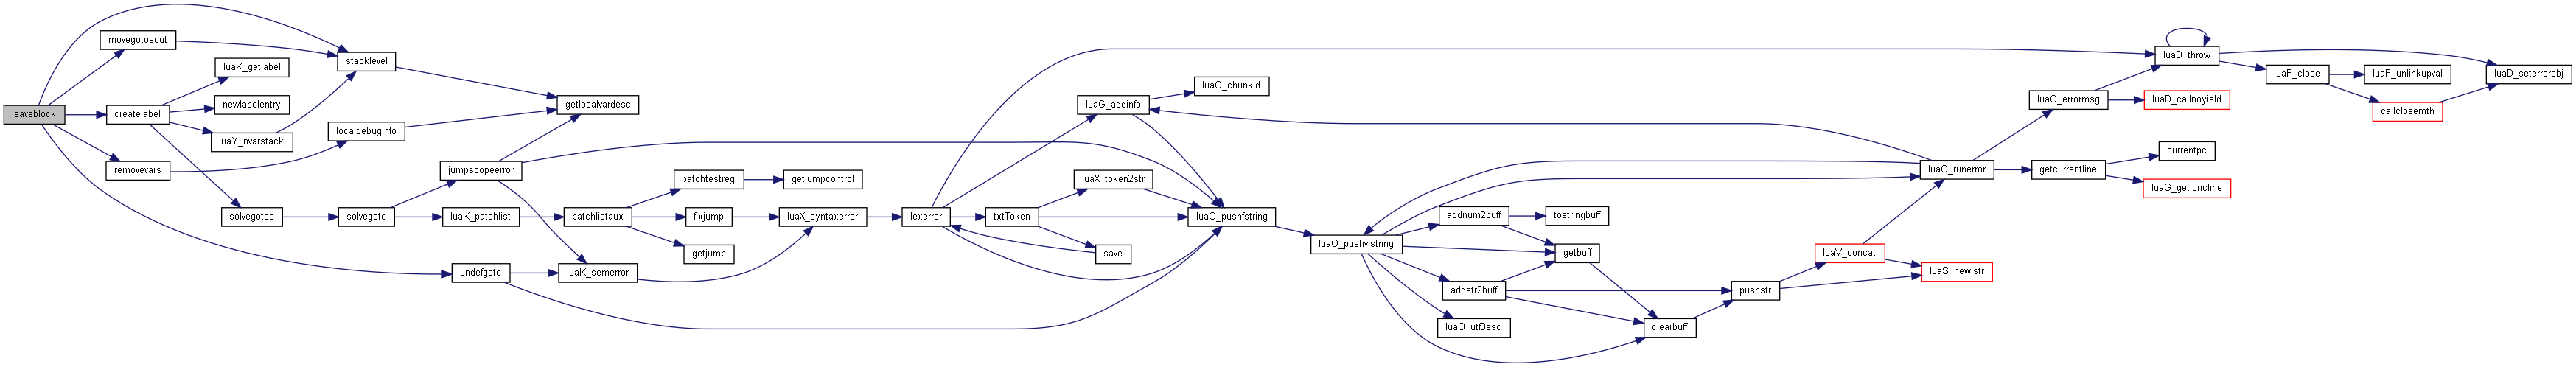 leaveblock
movegotosout
createlabel
removevars
luaK_getlabel
newlabelentry
luaY_nvarstack
solvegotos
stacklevel
localdebuginfo
solvegoto
jumpscopeerror
luaK_patchlist
undefgoto
getlocalvardesc
patchlistaux
luaK_semerror
patchtestreg
fixjump
getjump
getjumpcontrol
luaX_syntaxerror
lexerror
txtToken
luaG_addinfo
luaX_token2str
save
luaO_chunkid
luaO_pushfstring
luaO_pushvfstring
addnum2buff
addstr2buff
luaO_utf8esc
tostringbuff
getbuff
clearbuff
pushstr
luaV_concat
luaG_runerror
luaS_newlstr
luaG_errormsg
getcurrentline
luaD_throw
luaD_callnoyield
currentpc
luaG_getfuncline
luaF_close
luaF_unlinkupval
callclosemth
luaD_seterrorobj